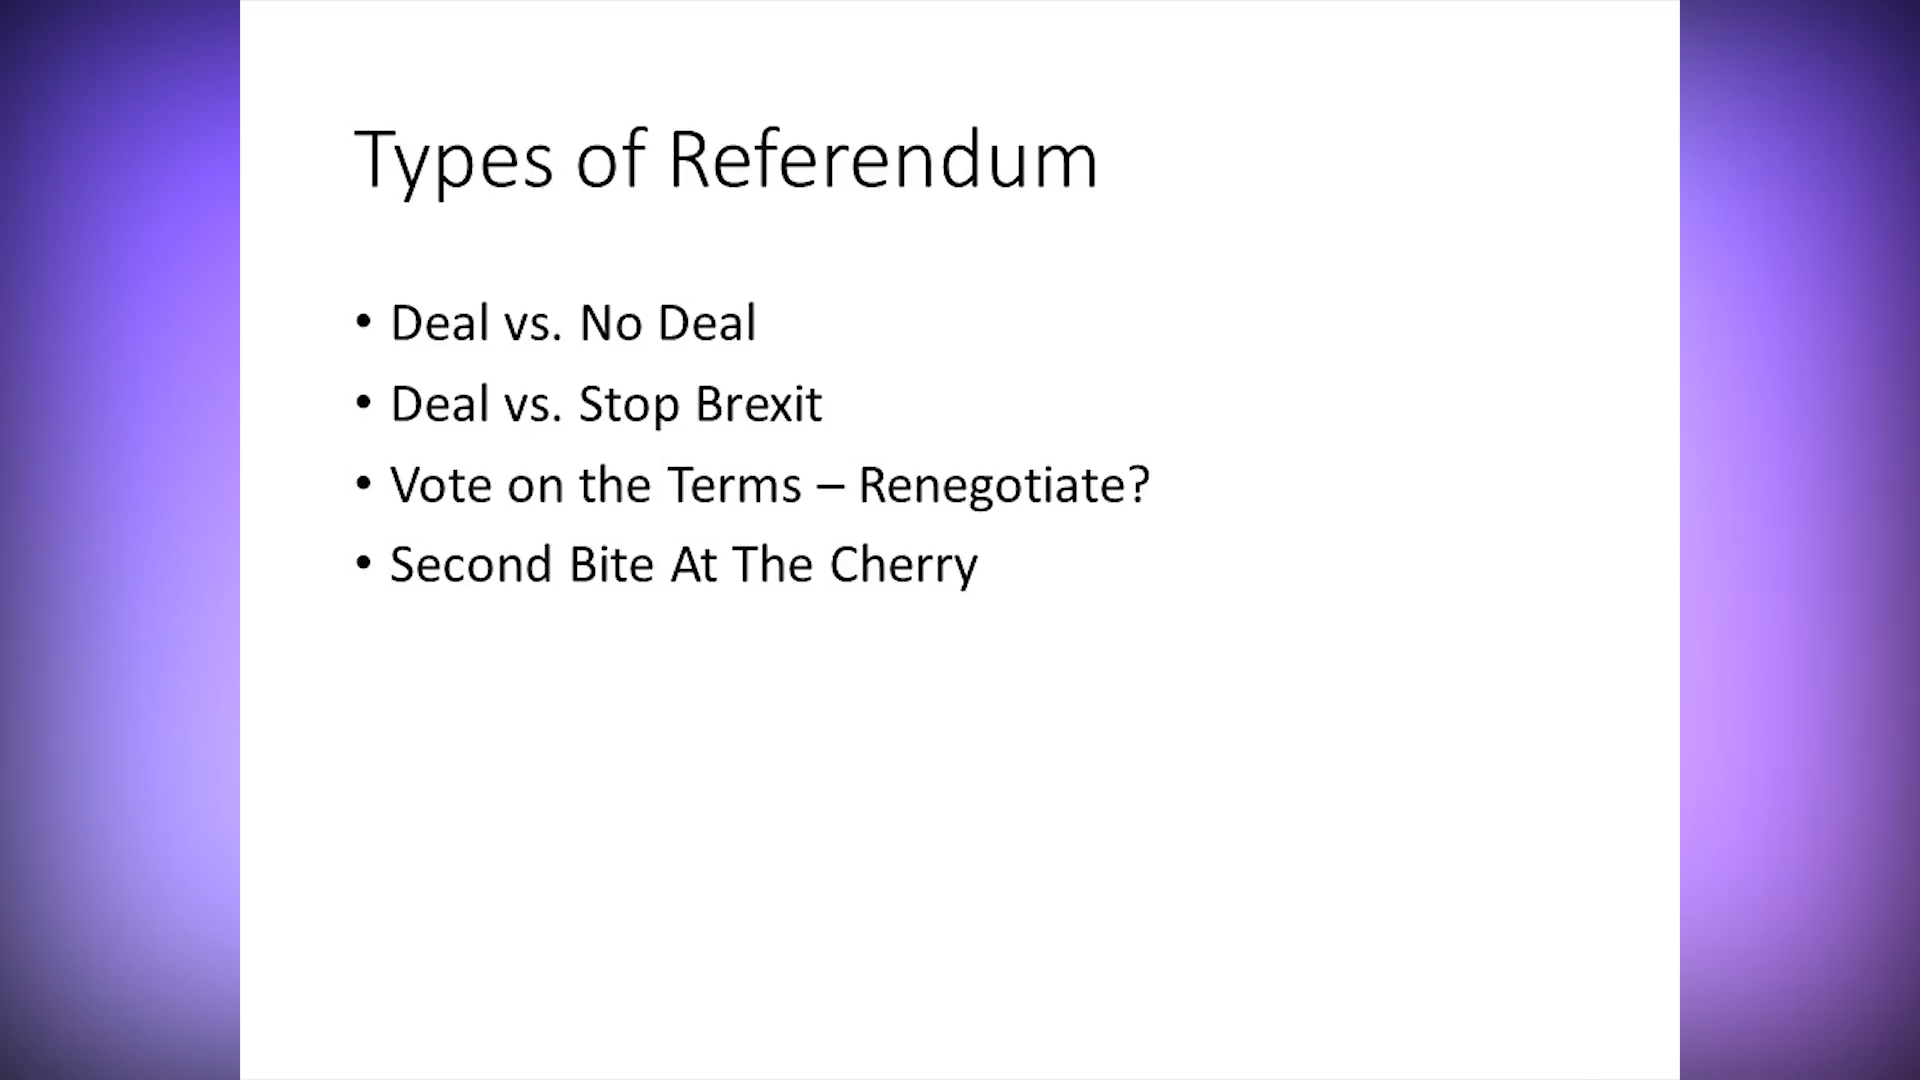 Types of Referendum
• Deal vs. No Deal
• Deal vs. Stop Brexit
• Vote on the Terms – Renegotiate?
• Second Bite At The Cherry